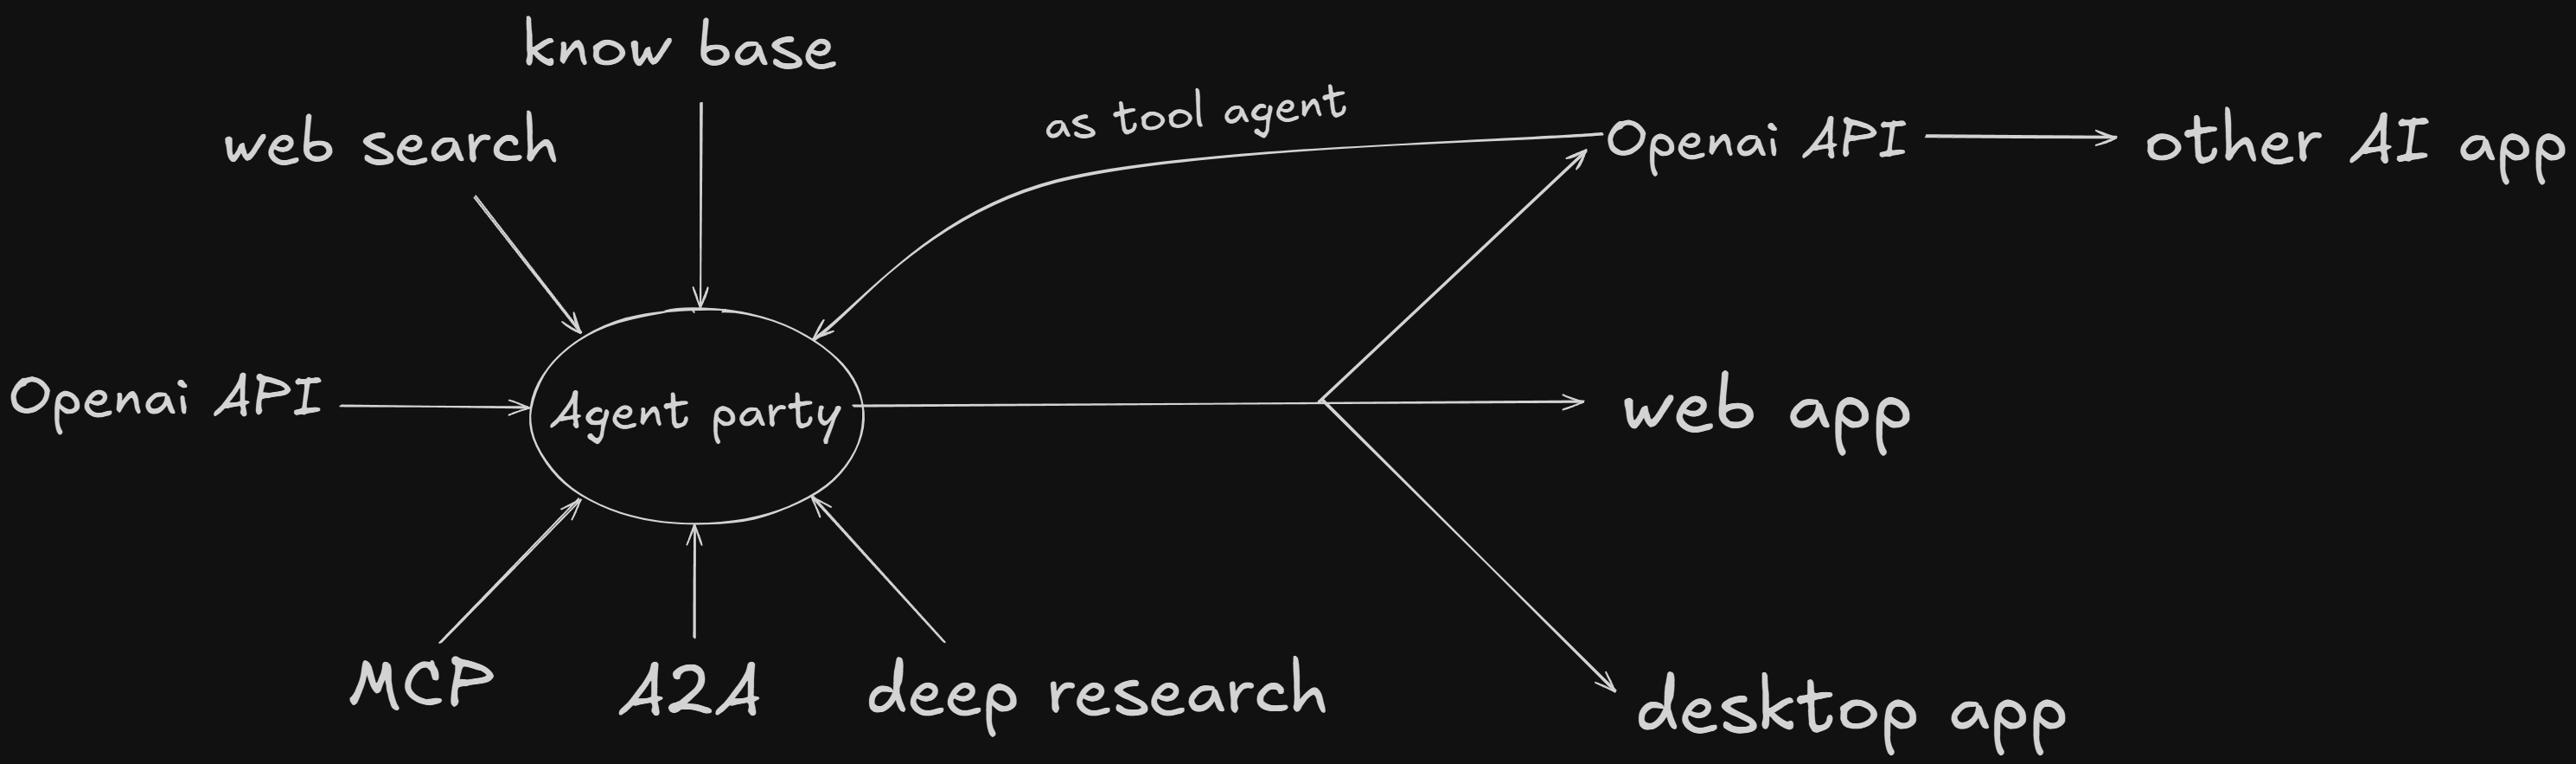 know base
web search
as tool agent
Openai API
other AI app
Openai API
Agent party
web app
MCP
A2A
deep research
desktop app